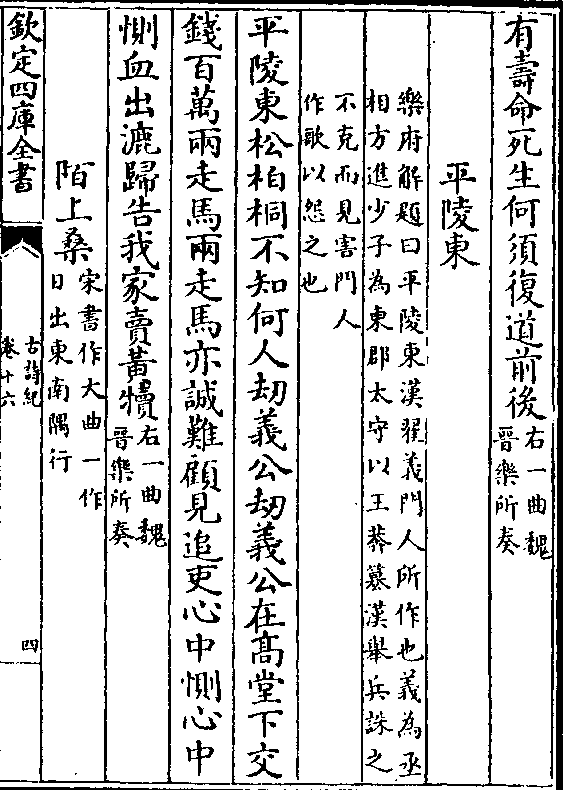 有壽命死生何須復道前後右一曲魏
晉樂所奏
平陵東
樂府解題曰平陵東漢翟義門人所作也義為丞
相方進少子為東郡太守以王莽篡漢舉兵誅之
不克而見害門人
作歌以怨之也
平陵東松柏桐不知何人劫義公劫義公在髙堂下交
錢百萬兩走馬兩走馬亦誠難顧見追吏心中惻心中
惻血出漉歸告我家賣黃犢右一曲魏
晉樂所奏
陌上桑宋書作大曲一作
日出東南隅行
欽定四庫全書
古詩紀
卷十六
四